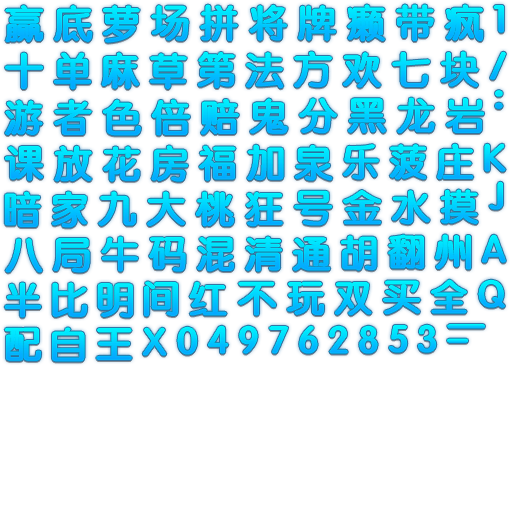 赢底萝场拼将牌癞带疯1
十单麻草第法方欢七块/
游者色倍赔鬼分黑龙岩:
课放花房福加泉乐菠庄K
暗家九大桃狂号金水摸J
八局牛码混清通胡翻州A
半比明间红不玩双买全Q
配自王X049762853二一